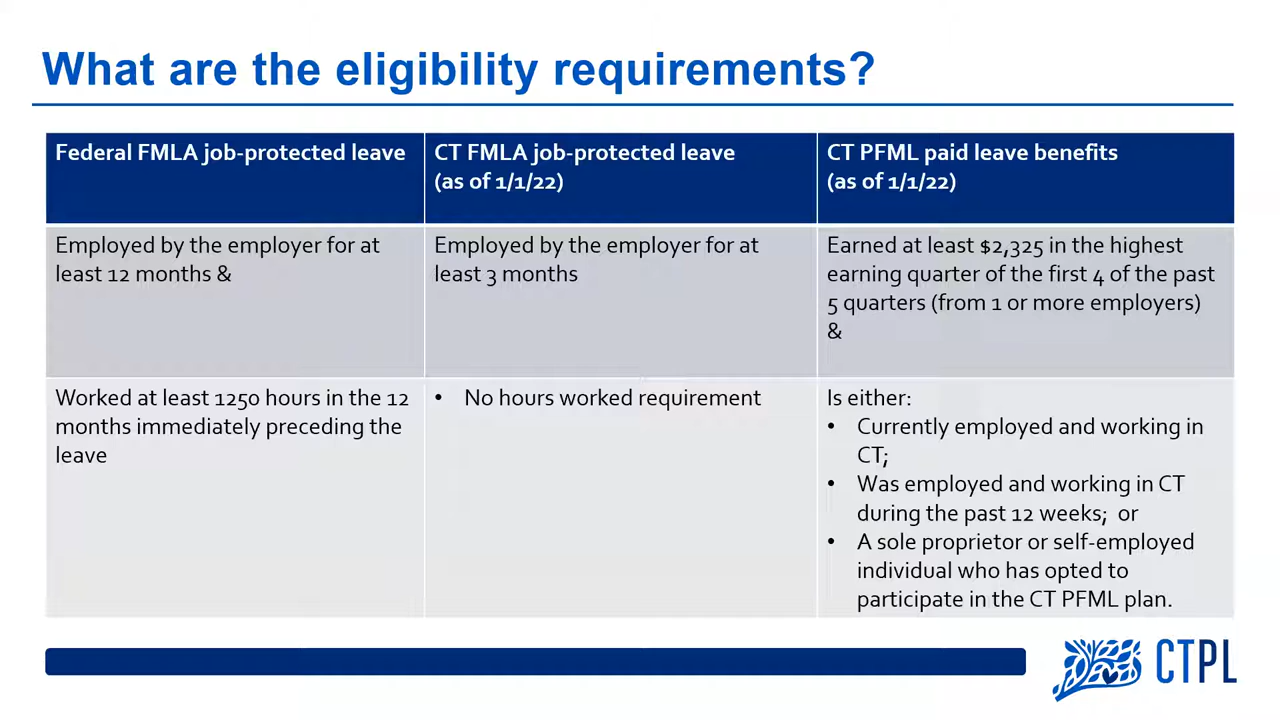 What are the eligibility requirements?
Federal FMLA job-protected leave
CT FMLA job-protected leave
(as of 1/1/22)
CT PFML paid leave benefits
(as of 1/1/22)
Employed by the employer for at
least 12 months &
Employed by the employer for at
least 3 months
Earned at least $2,325 in the highest
earning quarter of the first 4 of the past
5 quarters (from 1 or more employers)
&
Worked at least 1250 hours in the 12
months immediately preceding the
leave
• No hours worked requirement
Is either:
• Currently employed and working in
CT;
• Was employed and working in CT
during the past 12 weeks; or
• A sole proprietor or self-employed
individual who has opted to
participate in the CT PFML plan.
CTPL